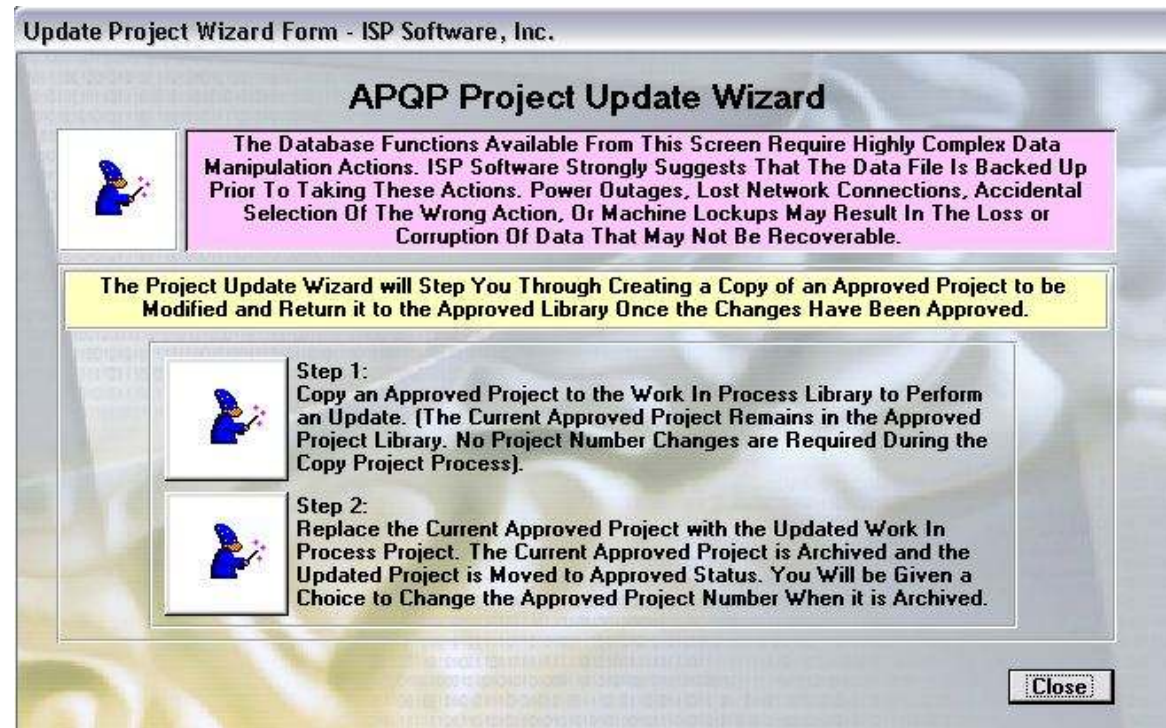 Update Project Wizard Form - ISP Software, Inc.
APQP Project Update Wizard
The Database Functions Available From This Screen Require Highly Complex Data
Manipulation Actions. ISP Software Strongly Suggests That The Data File Is Backed Up
Prior To Taking These Actions. Power Outages, Lost Network Connections, Accidental
Selection Of The Wrong Action, Or Machine Lockups May Result In The Loss or
Corruption Of Data That May Not Be Recoverable.
The Project Update Wizard will Step You Through Creating a Copy of an Approved Project to be
Modified and Return it to the Approved Library Once the Changes Have Been Approved.
Step 1:
Copy an Approved Project to the Work In Process Library to Perform
an Update. (The Current Approved Project Remains in the Approved
Project Library. No Project Number Changes are Required During the
Copy Project Process).
Step 2:
Replace the Current Approved Project with the Updated Work In
Process Project. The Current Approved Project is Archived and the
Updated Project is Moved to Approved Status. You Will be Given a
Choice to Change the Approved Project Number When it is Archived.
Close